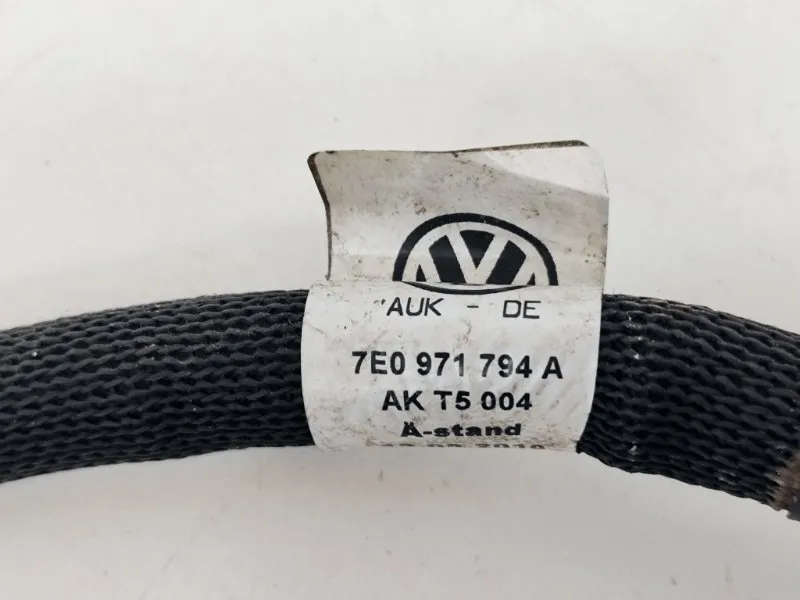 AUK - DE
7E0 971 794 A
AK T5 004
Ä-stand